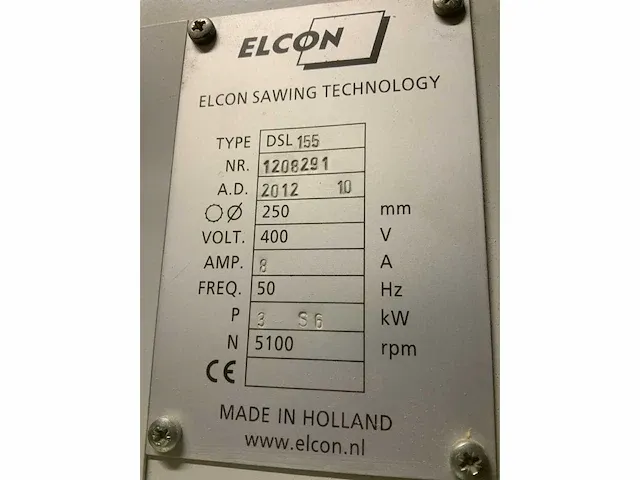 ELCON
ELCON SAWING TECHNOLOGY
TYPE DSL 155
NR. 1208291
A.D. 2012 10
Ø 250 mm
VOLT. 400 V
AMP. 8 A
FREQ. 50 Hz
P 3 S6 kW
N 5100 rpm
CE
MADE IN HOLLAND
www.elcon.nl